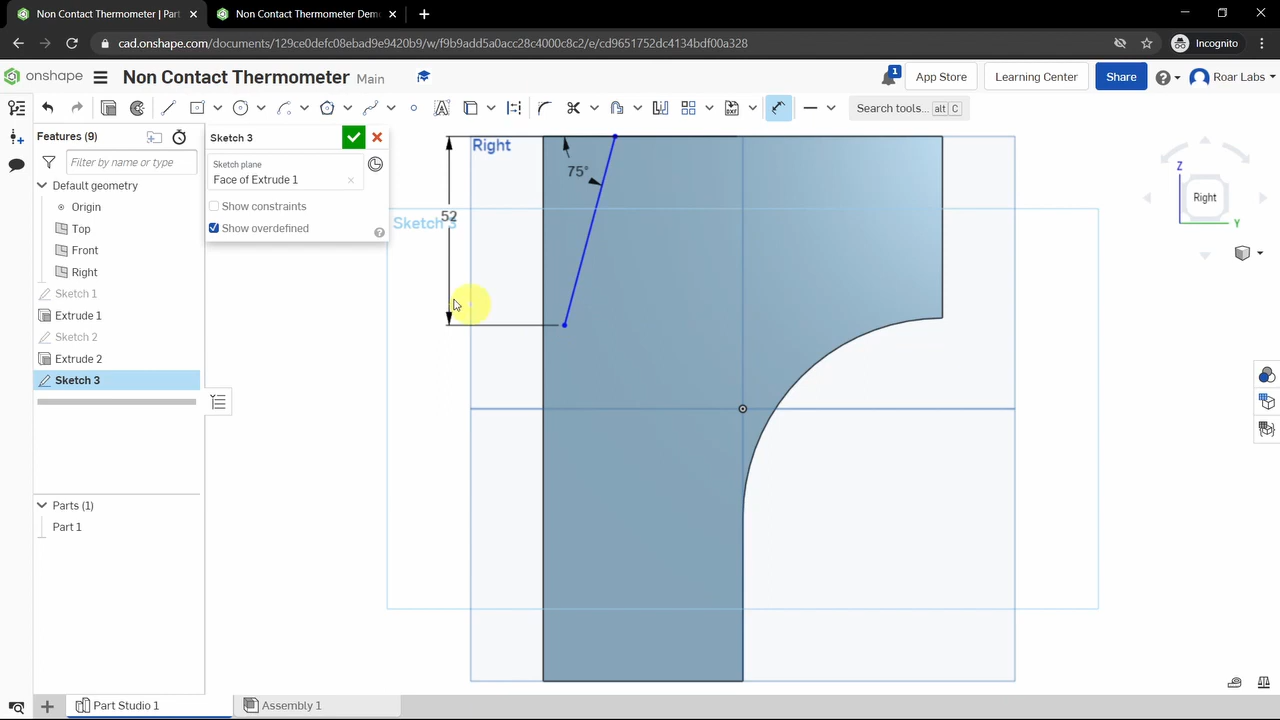 Non Contact Thermometer | Part
Non Contact Thermometer Demo
cad.onshape.com/documents/129ce0defc08ebad9e9420b9/w/f9b9add5a0acc28c4000c8c2/e/cd9651752dc4134bdf00a328
Incognito
onshape
Non Contact Thermometer Main
1
App Store
Learning Center
Share
Roar Labs
Search tools... alt C
Features (9)
Filter by name or type
Default geometry
Origin
Top
Front
Right
Sketch 1
Extrude 1
Sketch 2
Extrude 2
Sketch 3
Parts (1)
Part 1
Sketch 3
Sketch plane
Face of Extrude 1
Show constraints
Show overdefined
Right
75°
52
Sketch 3
Z
Right
Y
Part Studio 1
Assembly 1